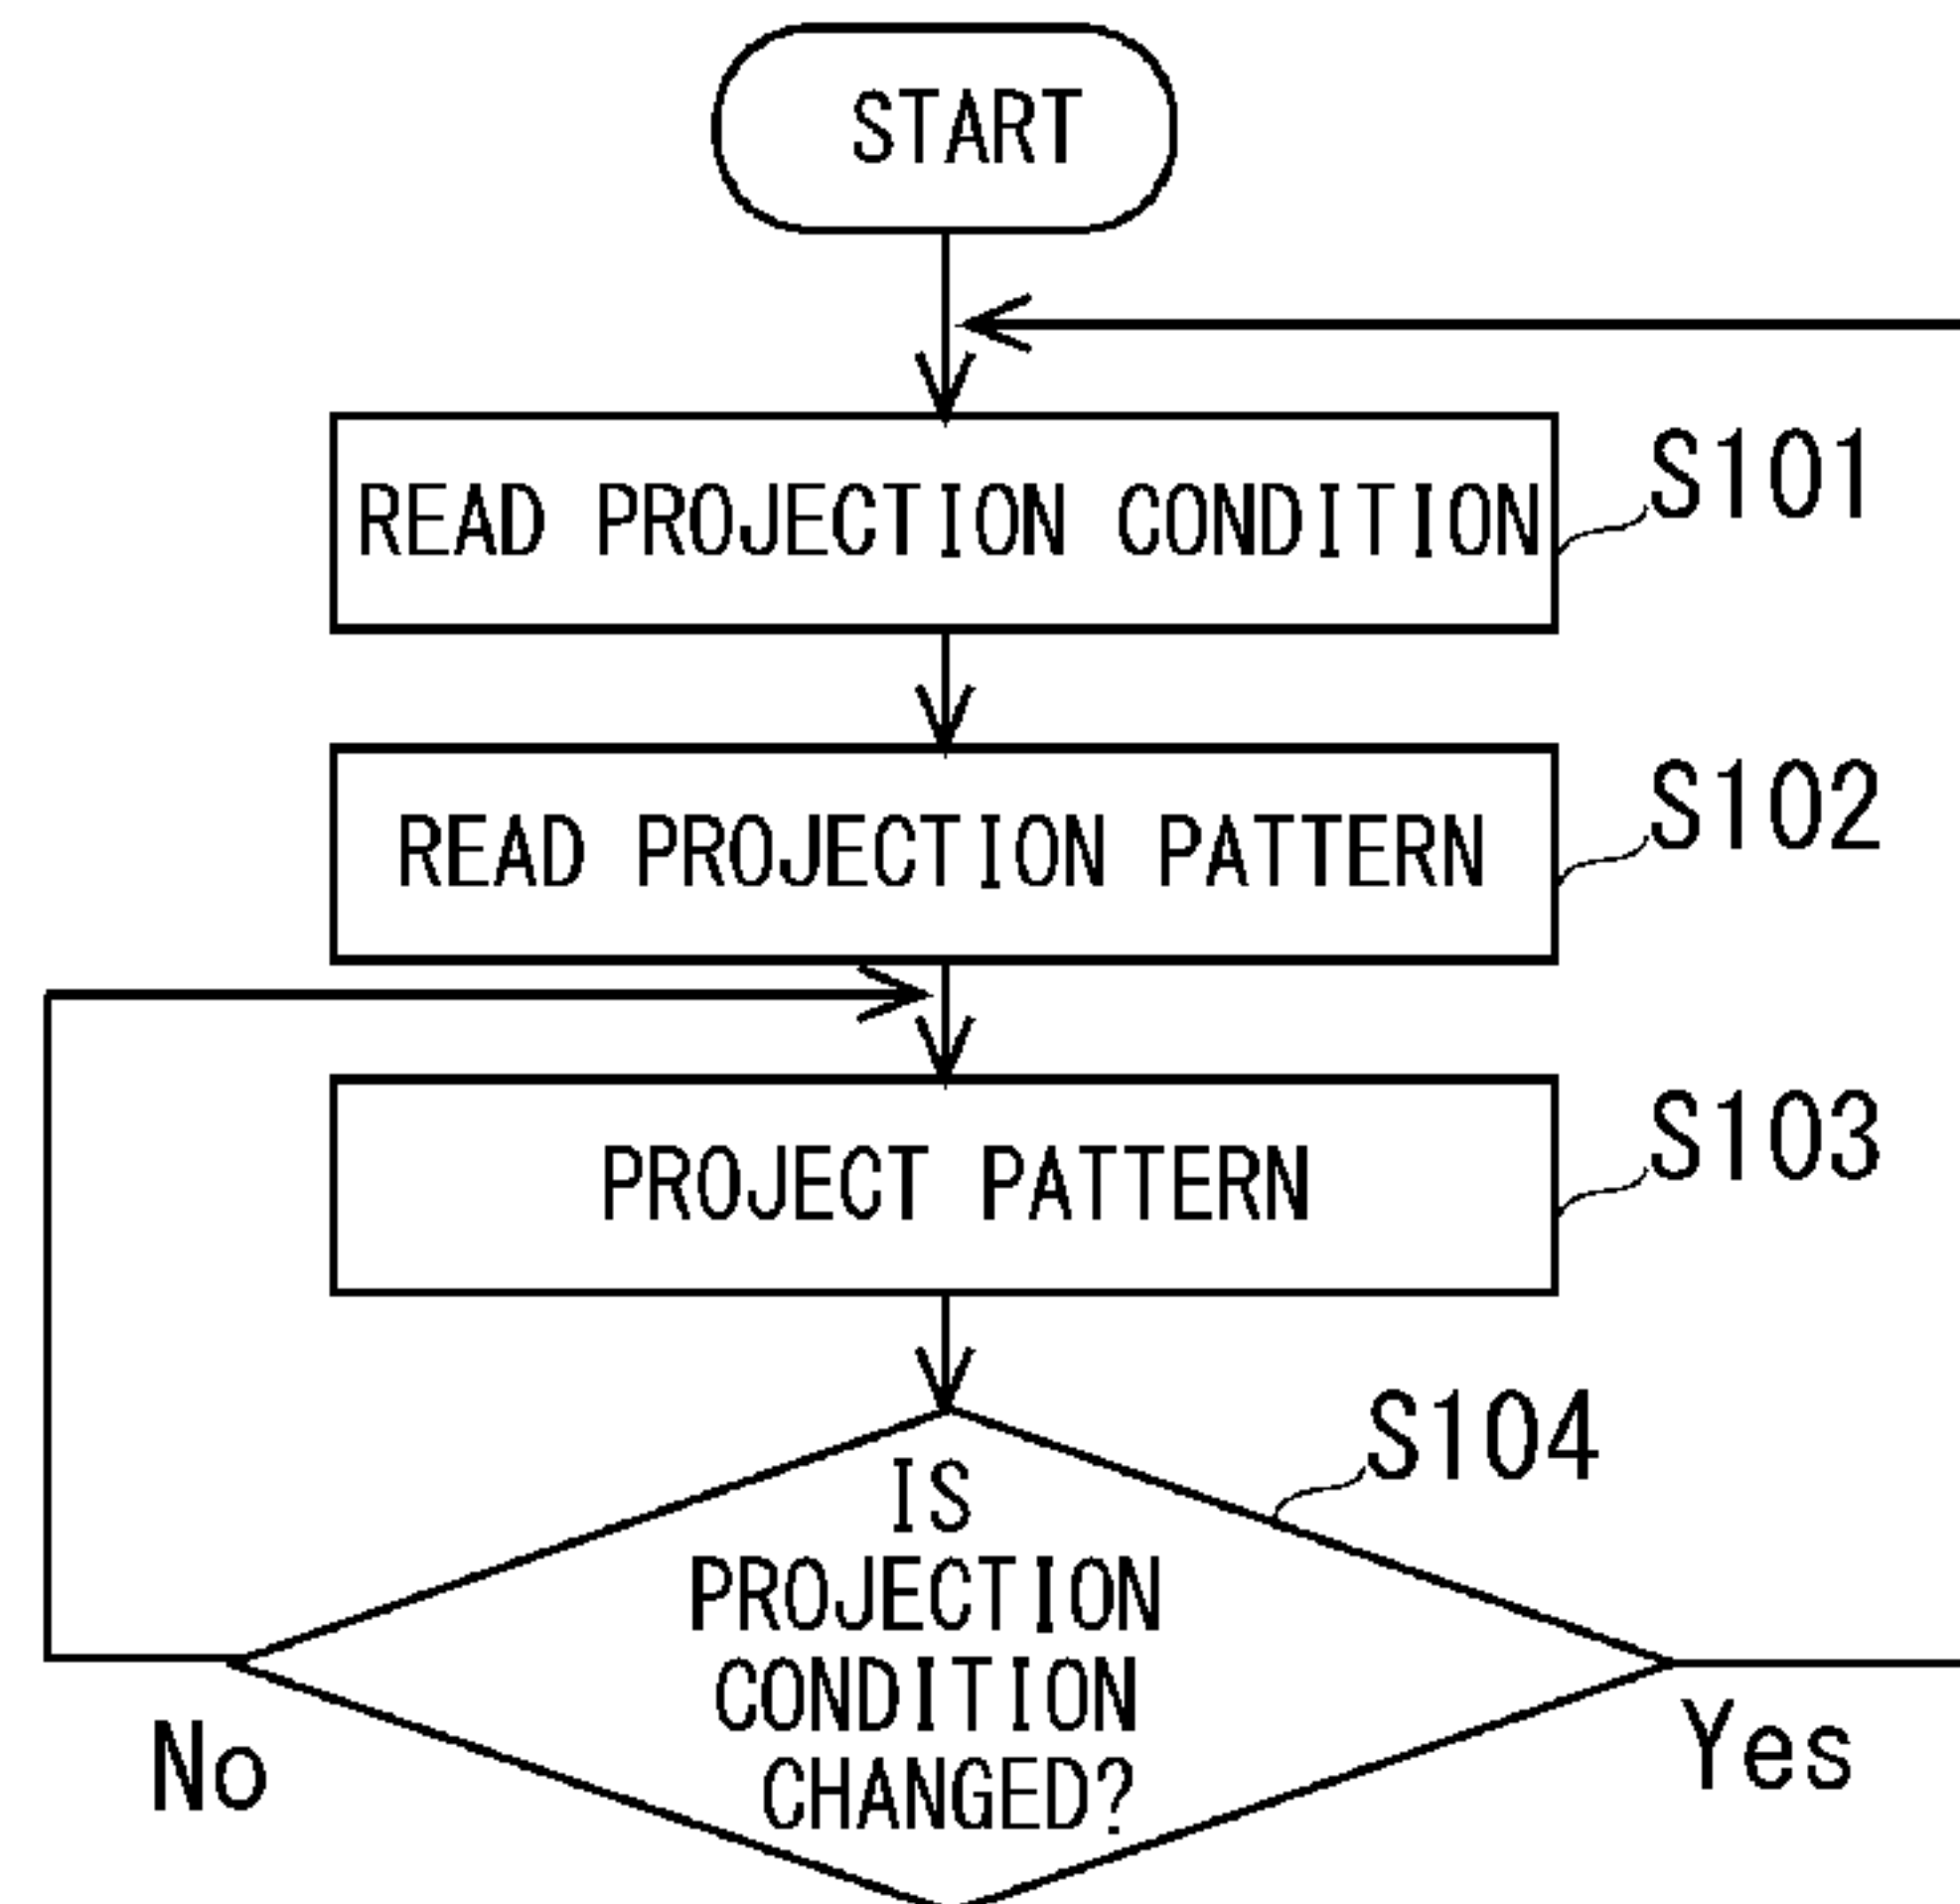 START
READ PROJECTION CONDITION
S101
READ PROJECTION PATTERN
S102
PROJECT PATTERN
S103
S104
IS
PROJECTION
CONDITION
CHANGED?
No
Yes